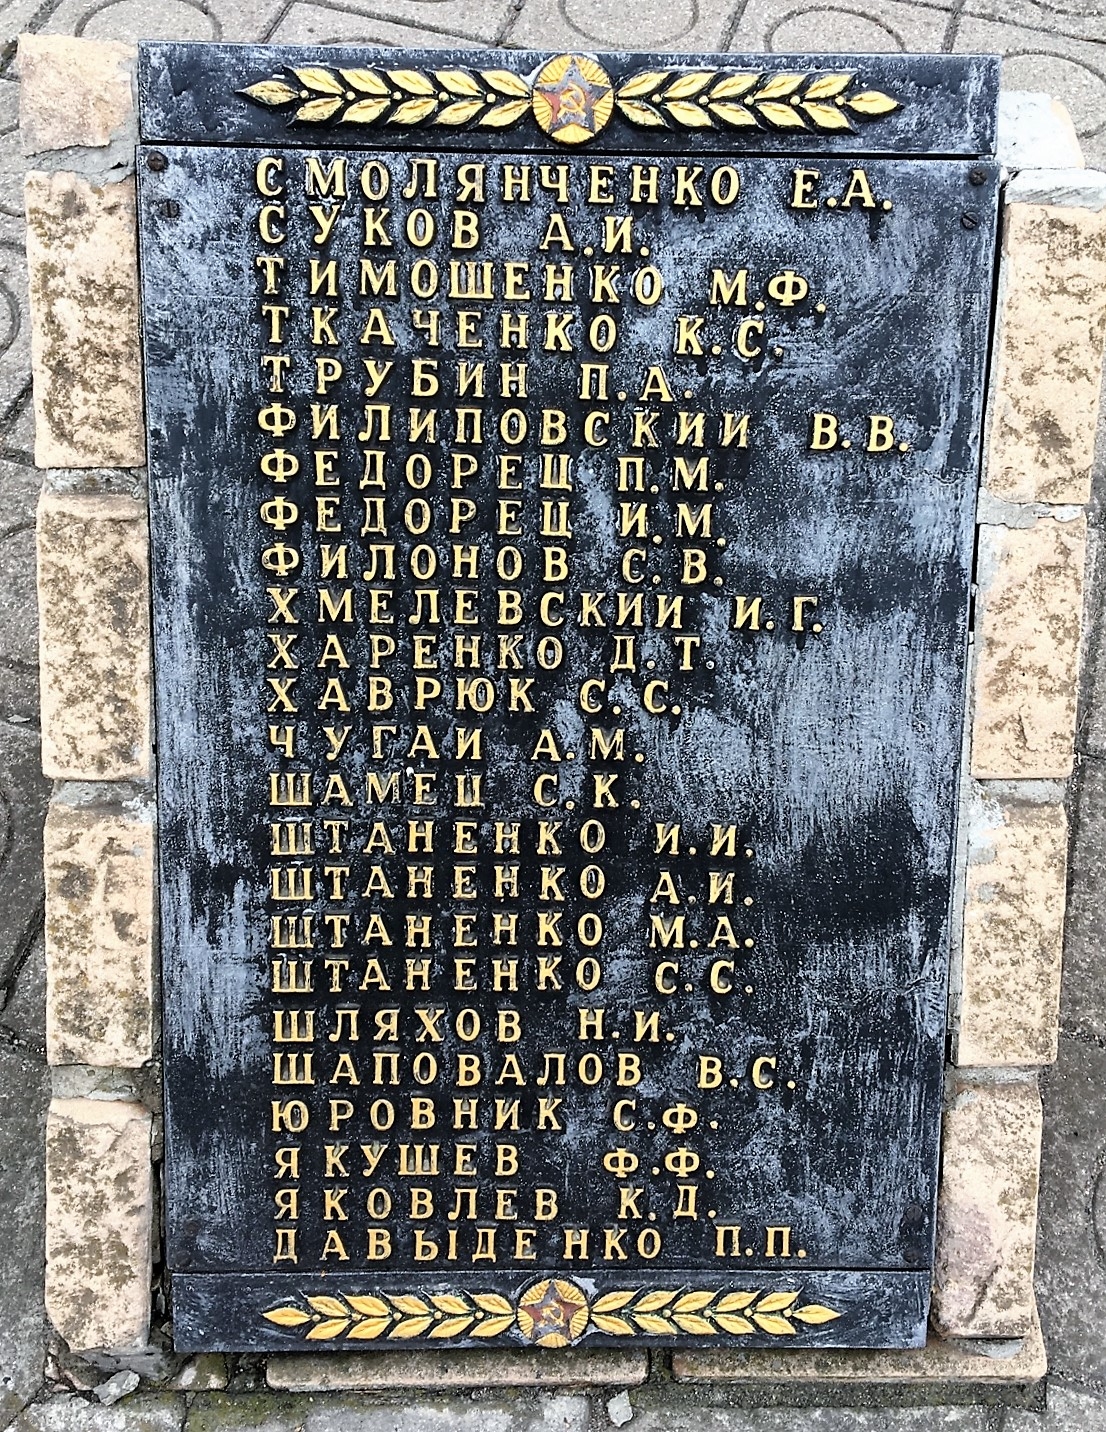 СМОЛЯНЧЕНКО Е.А.
СУКОВ А.И.
ТИМОШЕНКО М.Ф.
ТКАЧЕНКО К.С.
ТРУБИН П.А.
ФИЛИПОВСКИИ В.В.
ФЕДОРЕЦ П.М.
ФЕДОРЕЦ И.М.
ФИЛОНОВ С.В.
ХМЕЛЕВСКИИ И.Г.
ХАРЕНКО Д.Т.
ХАВРЮК С.С.
ЧУГАИ А.М.
ШАМЕЦ С.К.
ШТАНЕНКО И.И.
ШТАНЕНКО А.И.
ШТАНЕНКО М.А.
ШТАНЕНКО С.С.
ШЛЯХОВ Н.И.
ШАПОВАЛОВ В.С.
ЮРОВНИК С.Ф.
ЯКУШЕВ Ф.Ф.
ЯКОВЛЕВ К.Д.
ДАВЫДЕНКО П.П.